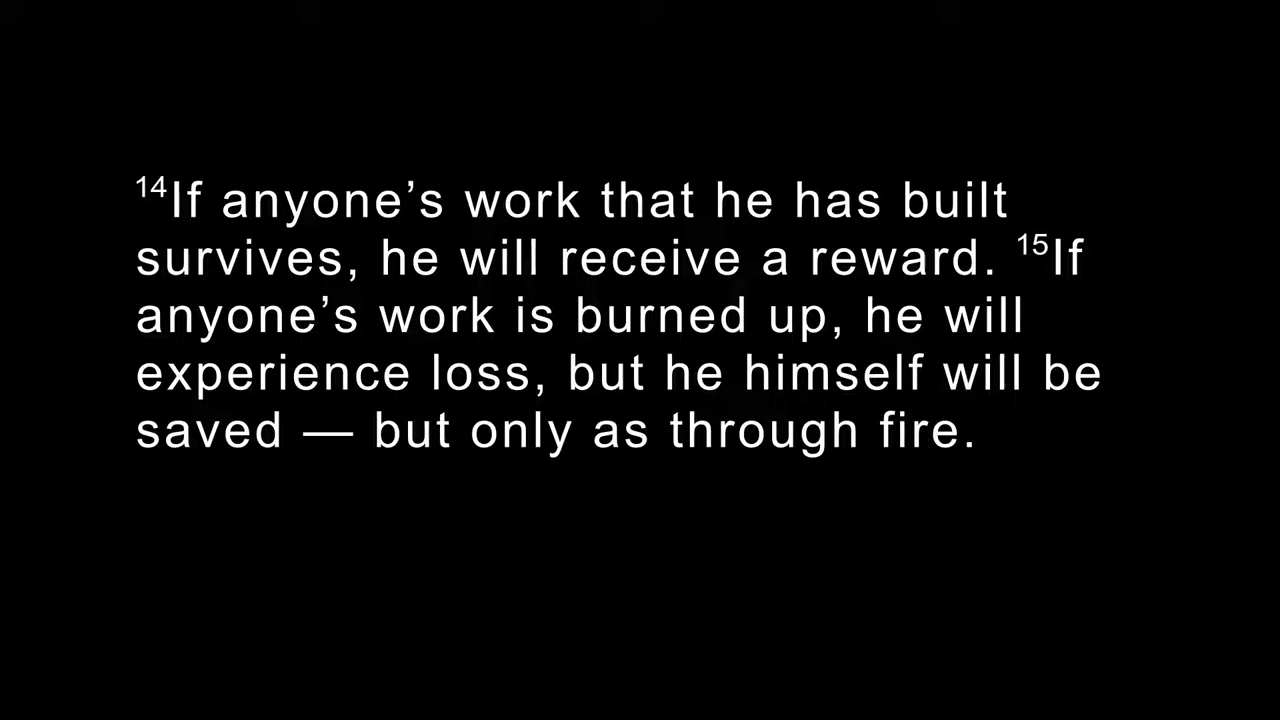 ¹⁴If anyone’s work that he has built
survives, he will receive a reward. ¹⁵If
anyone’s work is burned up, he will
experience loss, but he himself will be
saved — but only as through fire.